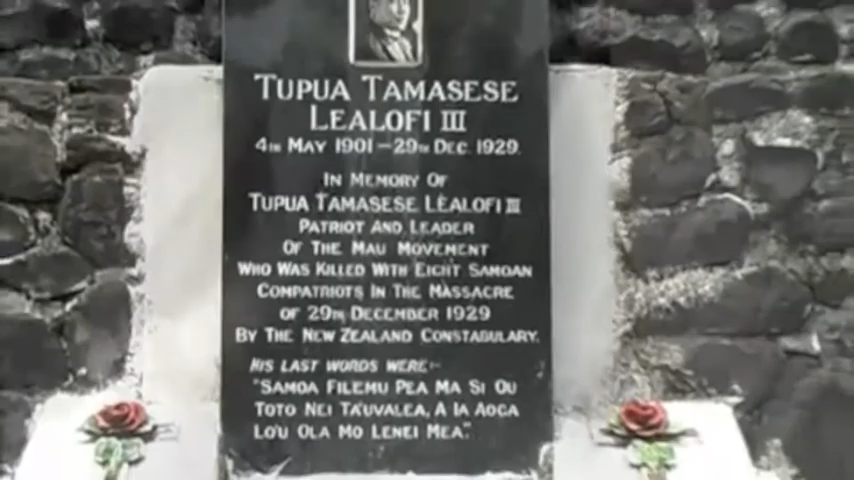 TUPUA TAMASESE
LEALOFI III
4TH MAY 1901 - 29TH DEC. 1929.
IN MEMORY OF
TUPUA TAMASESE LEALOFI III
PATRIOT AND LEADER
OF THE MAU MOVEMENT
WHO WAS KILLED WITH EIGHT SAMOAN
COMPATRIOTS IN THE MASSACRE
OF 29TH DECEMBER 1929
BY THE NEW ZEALAND CONSTABULARY.
HIS LAST WORDS WERE:-
"SAMOA FILEMU PEA MA SI OU
TOTO NEI TA'UVALEA, A IA AOGA
LO'U OLA MO LENEI MEA".